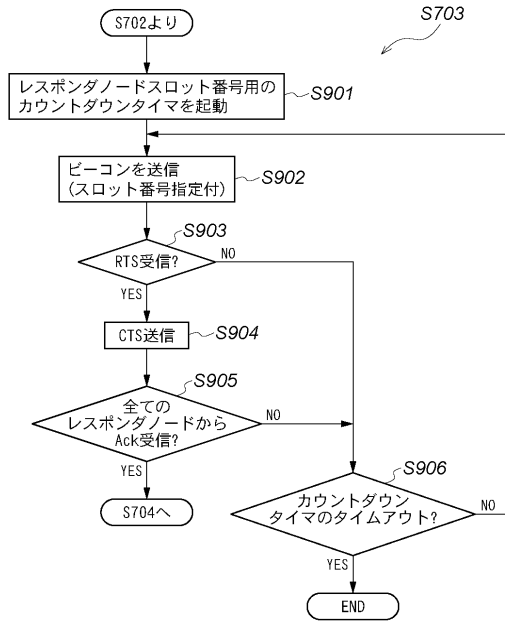 S702より
S703
レスポンダノードスロット番号用の
カウントダウンタイマを起動
S901
ビーコンを送信
(スロット番号指定付)
S902
S903
RTS受信?
NO
YES
CTS送信
S904
S905
全ての
レスポンダノードから
Ack受信?
NO
YES
S704へ
S906
カウントダウン
タイマのタイムアウト?
NO
YES
END